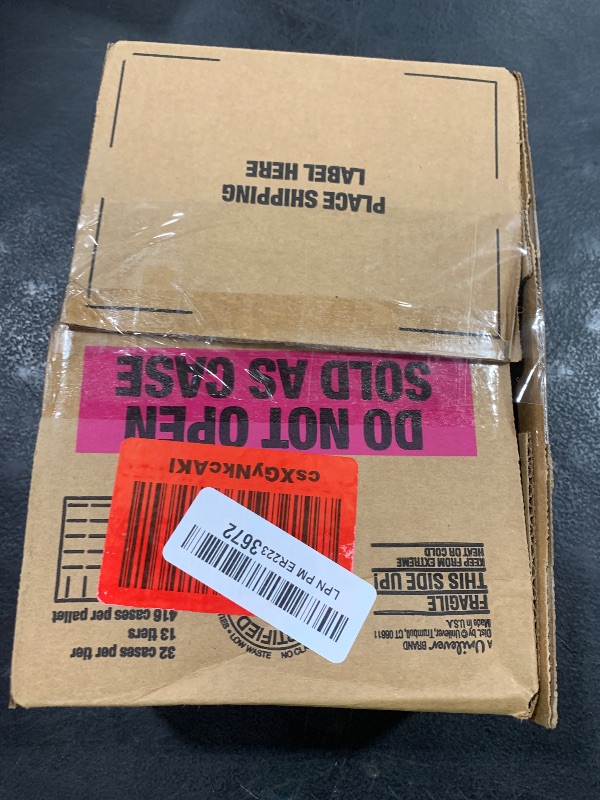 PLACE SHIPPING
LABEL HERE
DO NOT OPEN
SOLD AS CASE
csXGyNkcAKI
LPN PM ER2233672
FRAGILE
THIS SIDE UP!
KEEP FROM EXTREME
HEAT OR COLD
A Unilever BRAND
Dist. by © Unilever, Trumbull, CT 06611
Made in U.S.A.
LOW WASTE
32 cases per tier
13 tiers
416 cases per pallet